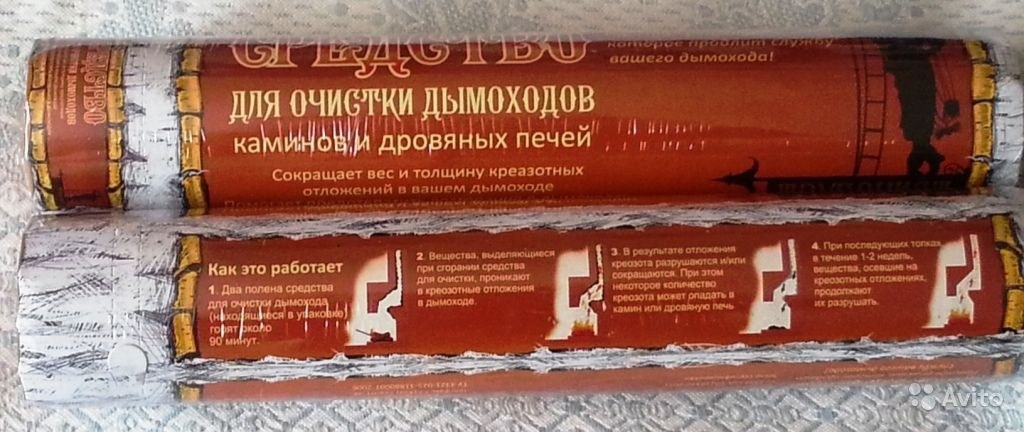 СРЕДСТВО
которое продлит службу
вашего дымохода!
ДЛЯ ОЧИСТКИ ДЫМОХОДОВ
каминов и дровяных печей
Сокращает вес и толщину креазотных
отложений в вашем дымоходе
Как это работает
1. Два полена средства
для очистки дымохода
(находящиеся в упаковке)
горят около
90 минут.
2. Вещества, выделяющиеся
при сгорании средства
для очистки, проникают
в креозотные отложения
в дымоходе.
3. В результате отложения
креозота разрушаются и/или
сокращаются. При этом
некоторое количество
креозота может опадать в
камин или дровяную печь
4. При последующих топках
в течение 1-2 недель,
вещества, осевшие на
креозотных отложениях,
продолжают
их разрушать.
Avito